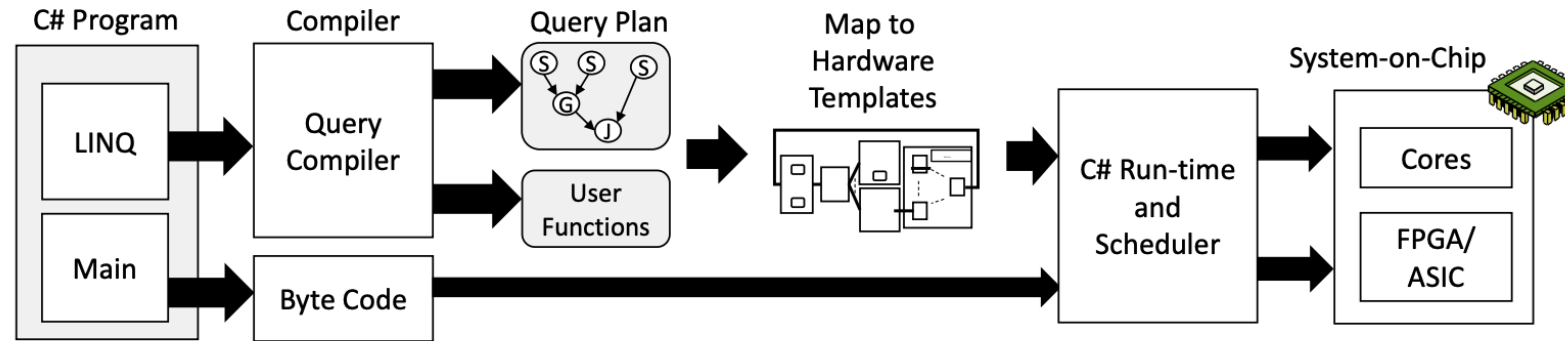 C# Program
LINQ
Main
Compiler
Query
Compiler
Byte Code
Query Plan
S S S
G
J
User
Functions
Map to
Hardware
Templates
C# Run-time
and
Scheduler
System-on-Chip
Cores
FPGA/
ASIC